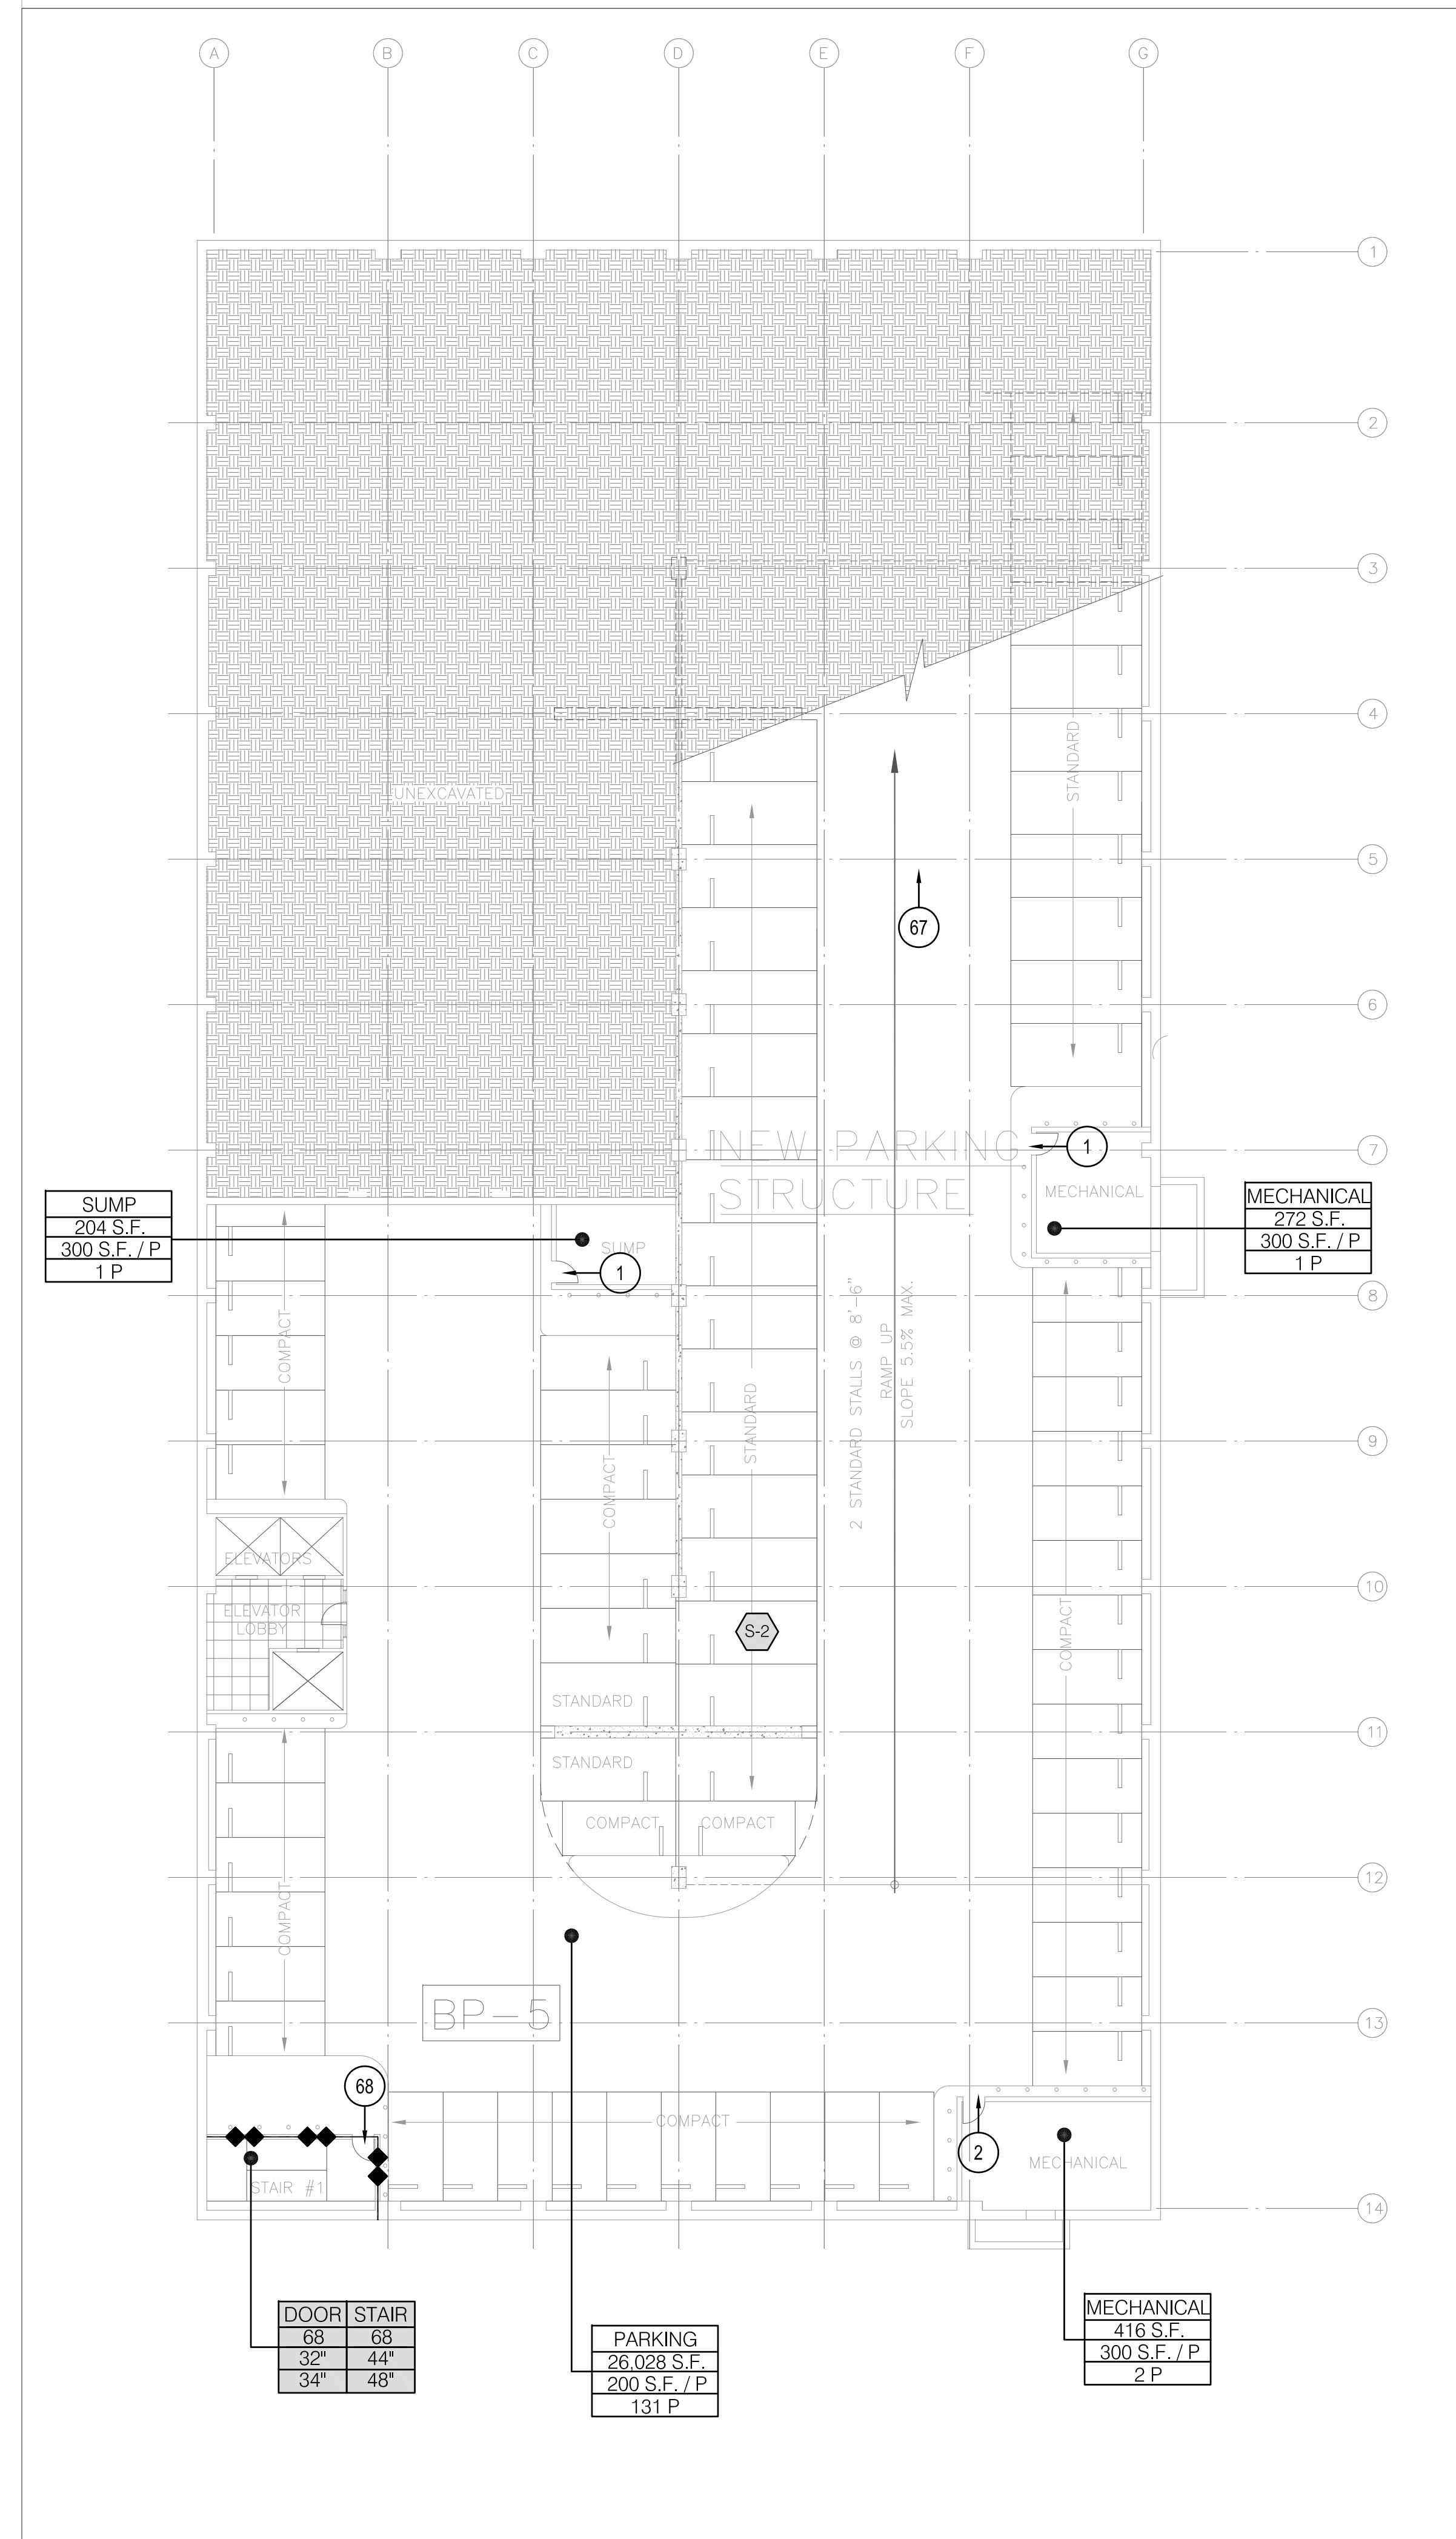 A
B
C
D
E
F
G
1
2
3
4
5
6
7
8
9
10
11
12
13
14
UNEXCAVATED
STANDARD
67
NEW PARKING
STRUCTURE
1
MECHANICAL
MECHANICAL
272 S.F.
300 S.F. / P
1 P
SUMP
204 S.F.
300 S.F. / P
1 P
SUMP
1
COMPACT
COMPACT
STANDARD
2 STANDARD STALLS @ 8'-6"
RAMP UP
SLOPE 5.5% MAX.
ELEVATORS
ELEVATOR
LOBBY
S-2
COMPACT
STANDARD
STANDARD
COMPACT
COMPACT
COMPACT
BP-5
68
COMPACT
2
MECHANICAL
STAIR #1
DOOR STAIR
68 68
32" 44"
34" 48"
PARKING
26,028 S.F.
200 S.F. / P
131 P
MECHANICAL
416 S.F.
300 S.F. / P
2 P